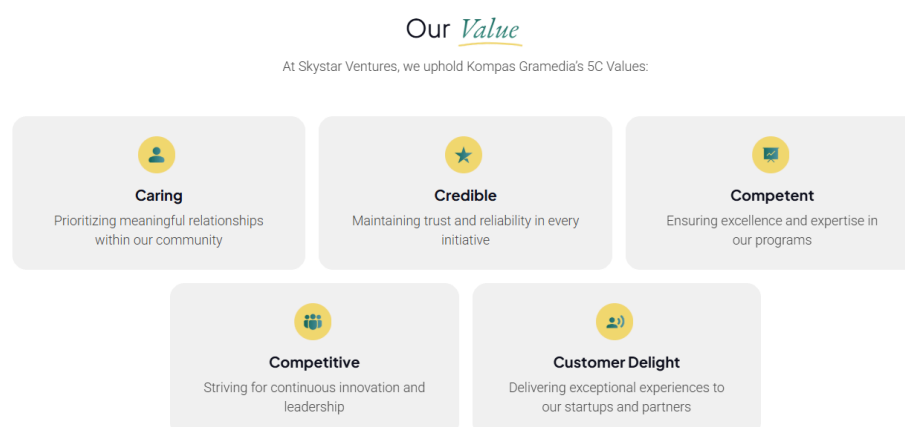 Our Value
At Skystar Ventures, we uphold Kompas Gramedia's 5C Values:
Caring
Prioritizing meaningful relationships
within our community
Credible
Maintaining trust and reliability in every
initiative
Competent
Ensuring excellence and expertise in
our programs
Competitive
Striving for continuous innovation and
leadership
Customer Delight
Delivering exceptional experiences to
our startups and partners